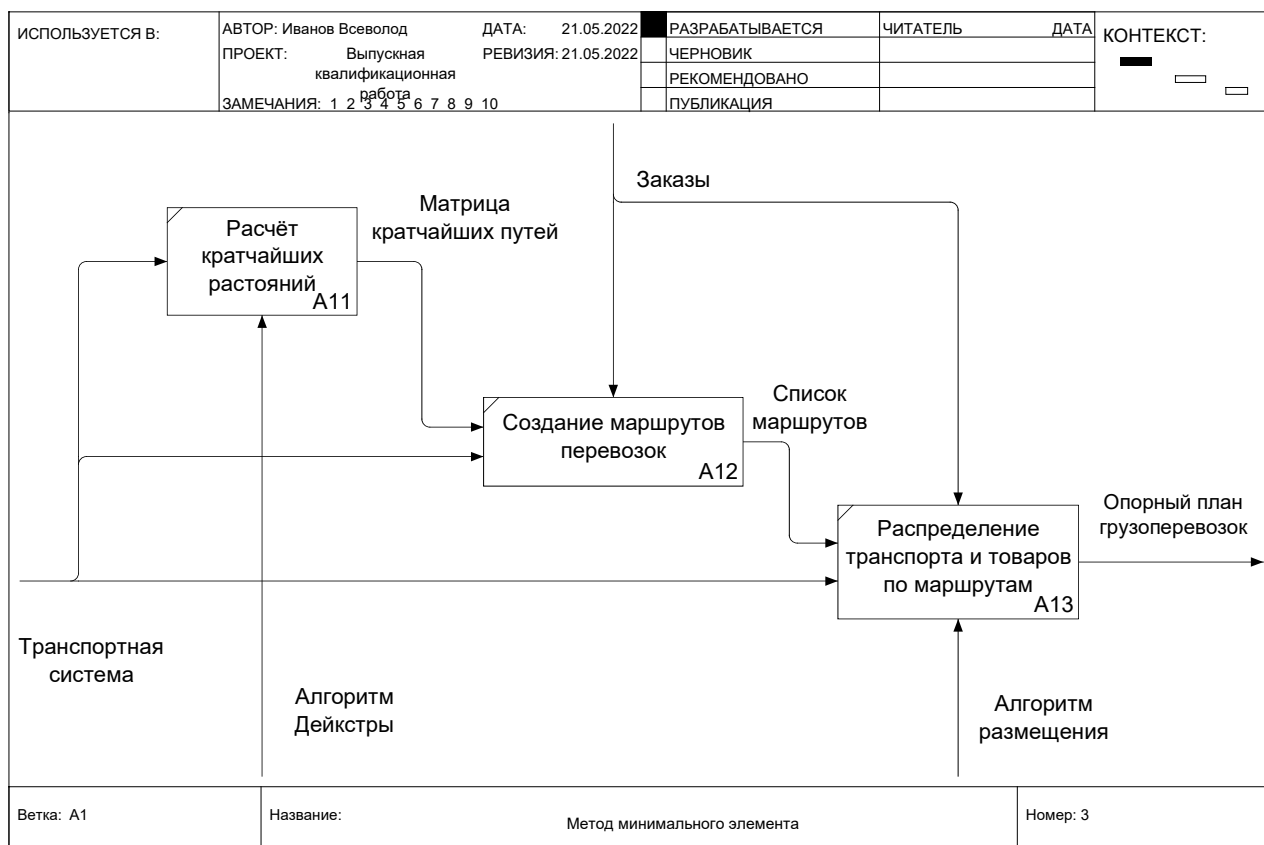 ИСПОЛЬЗУЕТСЯ В:
АВТОР: Иванов Всеволод
ДАТА: 21.05.2022
ПРОЕКТ: Выпускная
квалификационная
работа
РЕВИЗИЯ: 21.05.2022
ЗАМЕЧАНИЯ: 1 2 3 4 5 6 7 8 9 10
РАЗРАБАТЫВАЕТСЯ
ЧЕРНОВИК
РЕКОМЕНДОВАНО
ПУБЛИКАЦИЯ
ЧИТАТЕЛЬ
ДАТА
КОНТЕКСТ:
Заказы
Матрица
кратчайших путей
Расчёт
кратчайших
растояний
A11
Создание маршрутов
перевозок
A12
Список
маршрутов
Распределение
транспорта и товаров
по маршрутам
A13
Опорный план
грузоперевозок
Транспортная
система
Алгоритм
Дейкстры
Алгоритм
размещения
Ветка: A1
Название:
Метод минимального элемента
Номер: 3